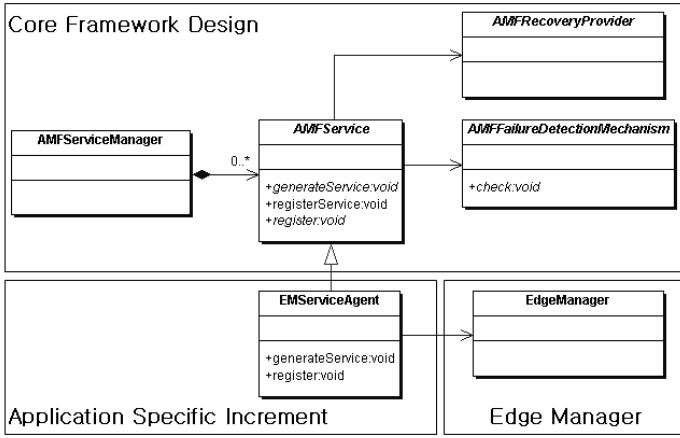 Core Framework Design
AMFRecoveryProvider
AMFServiceManager
0..*
AMFService
+generateService:void
+registerService:void
+register:void
AMFFailureDetectionMechanism
+check:void
EMServiceAgent
+generateService:void
+register:void
EdgeManager
Application Specific Increment
Edge Manager